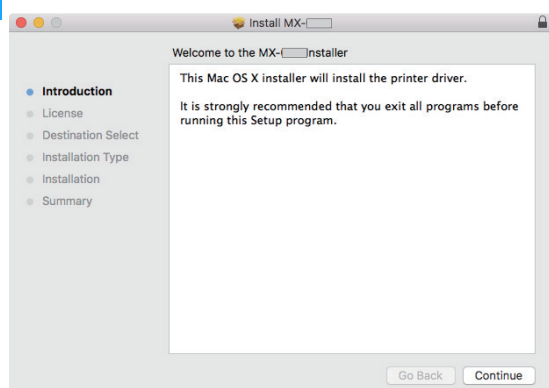 Install MX-
Welcome to the MX- Installer
Introduction
License
Destination Select
Installation Type
Installation
Summary
This Mac OS X installer will install the printer driver.
It is strongly recommended that you exit all programs before
running this Setup program.
Go Back
Continue